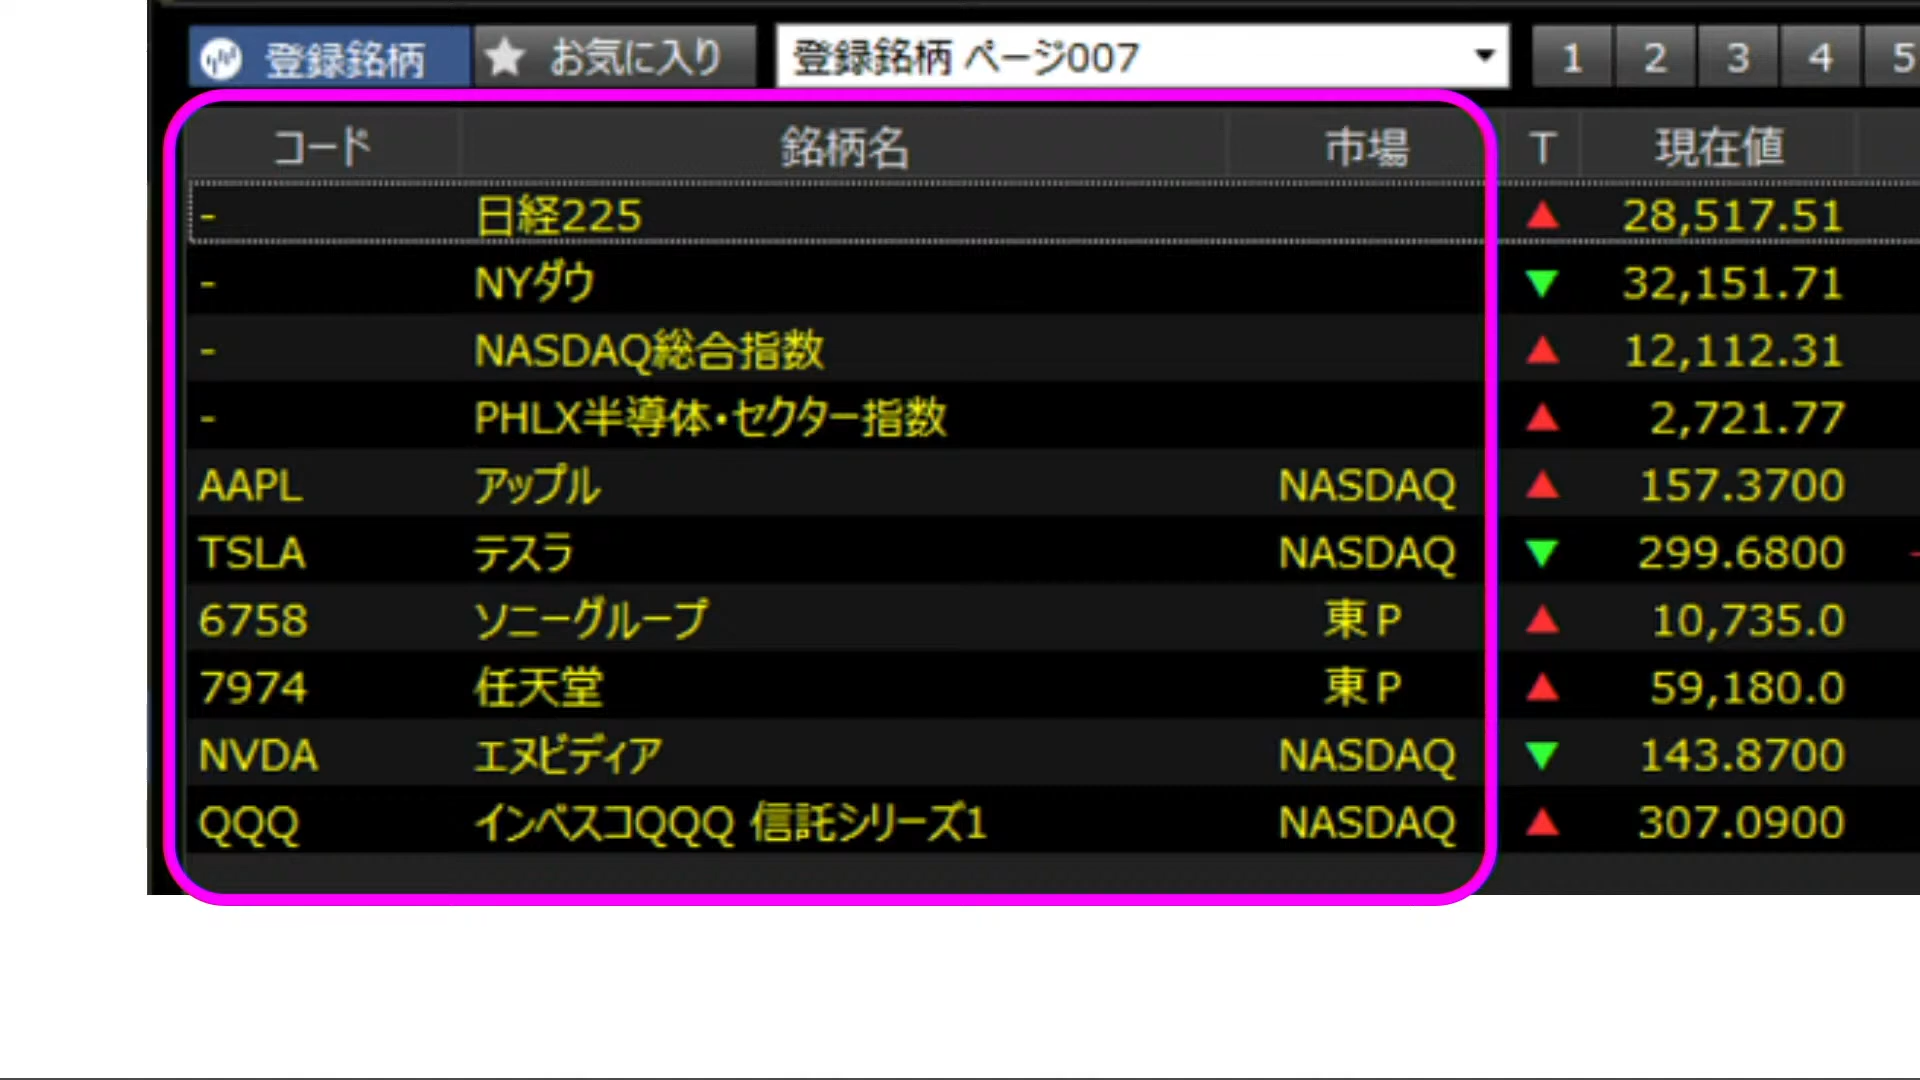 登録銘柄 お気に入り 登録銘柄 ページ007 1 2 3 4 5
コード 銘柄名 市場 T 現在値
- 日経225 ▲ 28,517.51
- NYダウ ▼ 32,151.71
- NASDAQ総合指数 ▲ 12,112.31
- PHLX半導体・セクター指数 ▲ 2,721.77
AAPL アップル NASDAQ ▲ 157.3700
TSLA テスラ NASDAQ ▼ 299.6800
6758 ソニーグループ 東P ▲ 10,735.0
7974 任天堂 東P ▲ 59,180.0
NVDA エヌビディア NASDAQ ▼ 143.8700
QQQ インベスコQQQ 信託シリーズ1 NASDAQ ▲ 307.0900